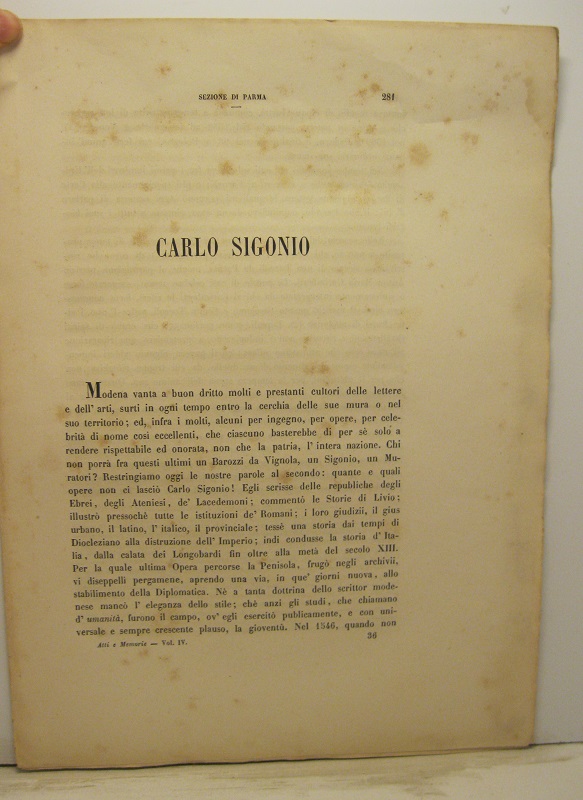 SEZIONE DI PARMA 281
CARLO SIGONIO
Modena vanta a buon dritto molti e prestanti cultori delle lettere
e dell' arti, surti in ogni tempo entro la cerchia delle sue mura o nel
suo territorio; ed, infra i molti, alcuni per ingegno, per opere, per cele-
brità di nome così eccellenti, che ciascuno basterebbe di per sè solo a
rendere rispettabile ed onorata, non che la patria, l' intera nazione. Chi
non porrà fra questi ultimi un Barozzi da Vignola, un Sigonio, un Mu-
ratori? Restringiamo oggi le nostre parole al secondo: quante e quali
opere non ci lasciò Carlo Sigonio! Egli scrisse delle republiche degli
Ebrei, degli Ateniesi, de' Lacedemoni; commentò le Storie di Livio;
illustrò pressochè tutte le istituzioni de' Romani; i loro giudizii, il gius
urbano, il latino, l' italico, il provinciale; tessè una storia dai tempi di
Diocleziano alla distruzione dell' Imperio; indi condusse la storia d' Ita-
lia, dalla calata dei Longobardi fin oltre alla metà del secolo XIII.
Per la quale ultima Opera percorse la Penisola, frugò negli archivii,
vi diseppellì pergamene, aprendo una via, in que' giorni nuova, allo
stabilimento della Diplomatica. Nè a tanta dottrina dello scrittor mode-
nese mancò l' eleganza dello stile; chè anzi gli studi, che chiamano
d' umanità, furono il campo, ov' egli esercitò publicamente, e con uni-
versale e sempre crescente plauso, la gioventù. Nel 1546, quando non
Atti e Memorie — Vol. IV. 36